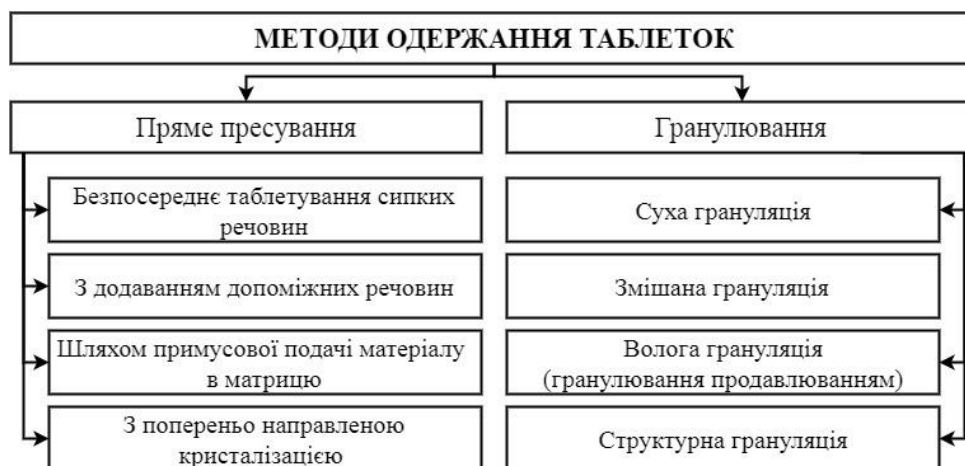 МЕТОДИ ОДЕРЖАННЯ ТАБЛЕТОК
Пряме пресування
Безпосереднє таблетування сипких
речовин
З додаванням допоміжних речовин
Шляхом примусової подачі матеріалу
в матрицю
З попереньо направленою
кристалізацією
Гранулювання
Суха грануляція
Змішана грануляція
Волога грануляція
(гранулювання продавлюванням)
Структурна грануляція